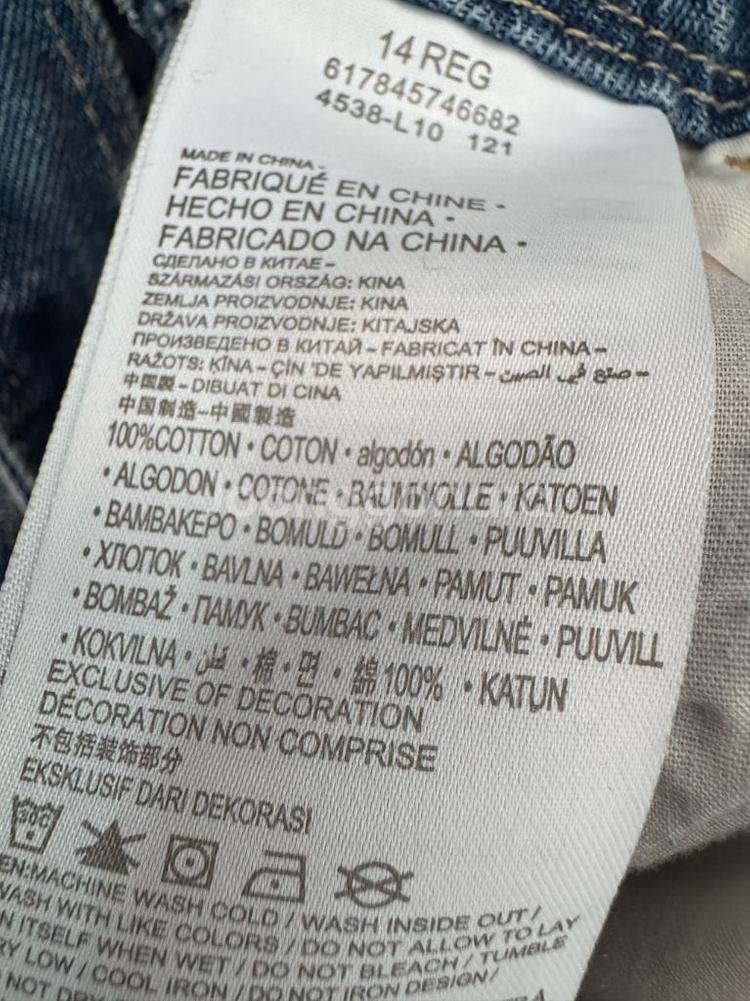 14 REG
617845746682
4538-L10 121
MADE IN CHINA -
FABRIQUÉ EN CHINE -
HECHO EN CHINA •
FABRICADO NA CHINA •
СДЕЛАНО В КИТАЕ –
SZÁRMAZÁSI ORSZÁG: KINA
ZEMLJA PROIZVODNJE: KINA
DRŽAVA PROIZVODNJE: KITAJSKA
ПРОИЗВЕДЕНО В КИТАЙ – FABRICAT ÎN CHINA –
RAŽOTS: ĶĪNA – ÇİN 'DE YAPILMIŞTIR – صنع في الصين –
中国製 – DIBUAT DI CINA
中国制造–中國製造
100%COTTON • COTON • algodón • ALGODÃO
• ALGODON • COTONE • BAUMWOLLE • KATOEN
• ΒΑΜΒΑΚΕΡΟ • BOMULD • BOMULL • PUUVILLA
• ХЛОПОК • BAVLNA • BAWEŁNA • PAMUT • PAMUK
• BOMBAŽ • ПАМУК • BUMBAC • MEDVILNĖ • PUUVILL
• KOKVILNA • قطن • 棉 • 면 • 綿 100% • KATUN
EXCLUSIVE OF DECORATION
DÉCORATION NON COMPRISE
不包括装饰部分
EKSKLUSIF DARI DEKORASI
30°C
EN:MACHINE WASH COLD / WASH INSIDE OUT /
WASH WITH LIKE COLORS / DO NOT ALLOW TO LAY
ITSELF WHEN WET / DO NOT BLEACH / TUMBLE
LOW / COOL IRON / DO NOT IRON DESIGN /
NOT